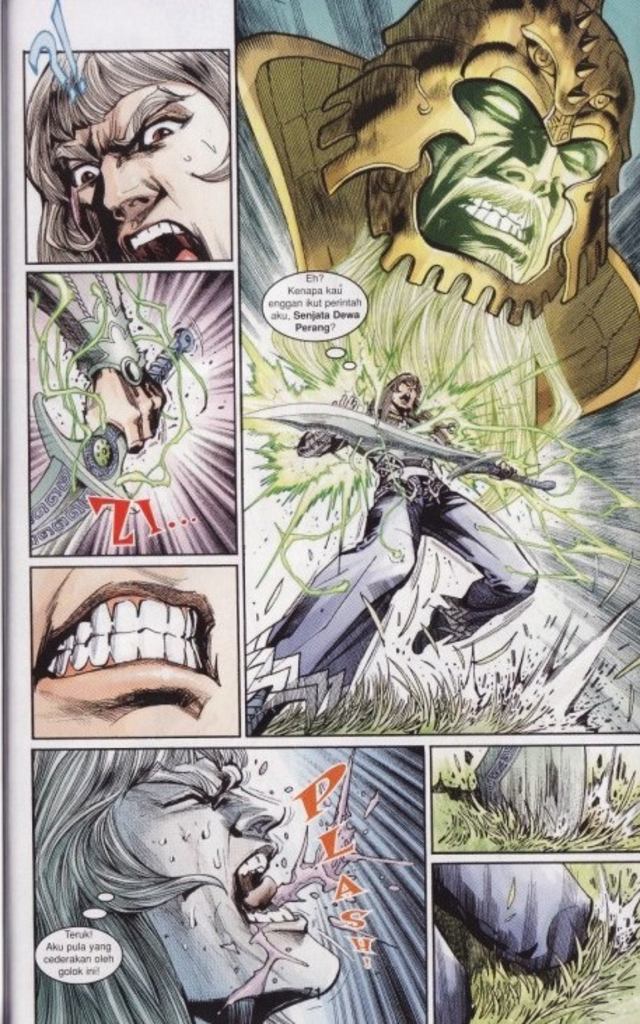 ?!
Eh?
Kenapa kau
enggan ikut perintah
aku, Senjata Dewa
Perang?
ZI...
PLASH!
Teruk!
Aku pula yang
cederakan oleh
golok ini!
71